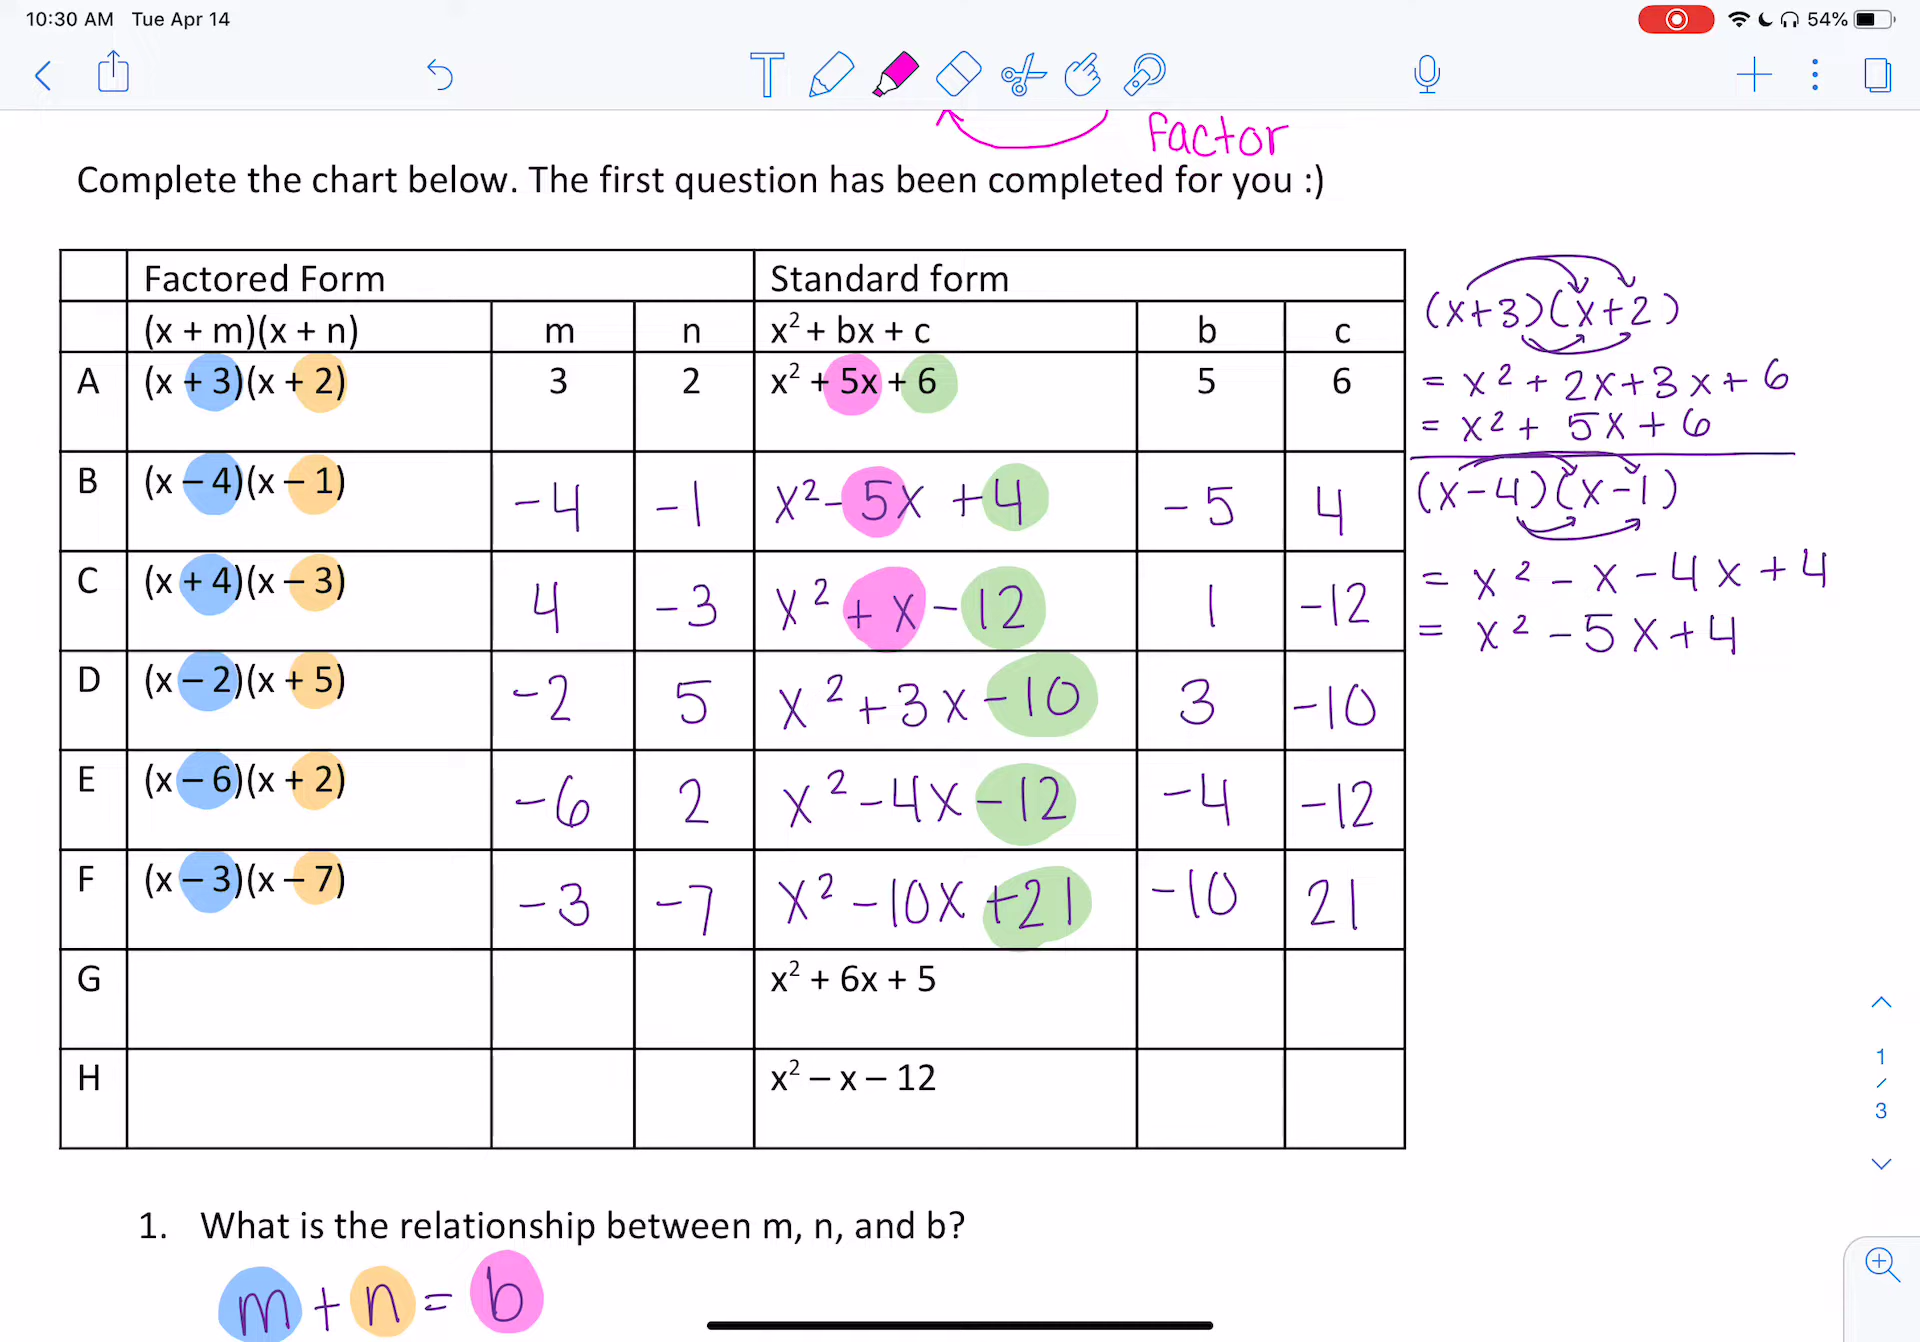 10:30 AM Tue Apr 14 54%
Factor
Complete the chart below. The first question has been completed for you :)
Factored Form Standard form
(x + m)(x + n) m n x² + bx + c b c
A (x + 3)(x + 2) 3 2 x² + 5x + 6 5 6
B (x – 4)(x – 1) -4 -1 x²-5x+4 -5 4
C (x + 4)(x – 3) 4 -3 x²+x-12 1 -12
D (x – 2)(x + 5) -2 5 x²+3x-10 3 -10
E (x – 6)(x + 2) -6 2 x²-4x-12 -4 -12
F (x – 3)(x – 7) -3 -7 x²-10x+21 -10 21
G x² + 6x + 5
H x² – x – 12
(x+3)(x+2)
= x²+2x+3x+6
= x²+5x+6
(x-4)(x-1)
= x²-x-4x+4
= x²-5x+4
1. What is the relationship between m, n, and b?
m+n=b
1
/
3